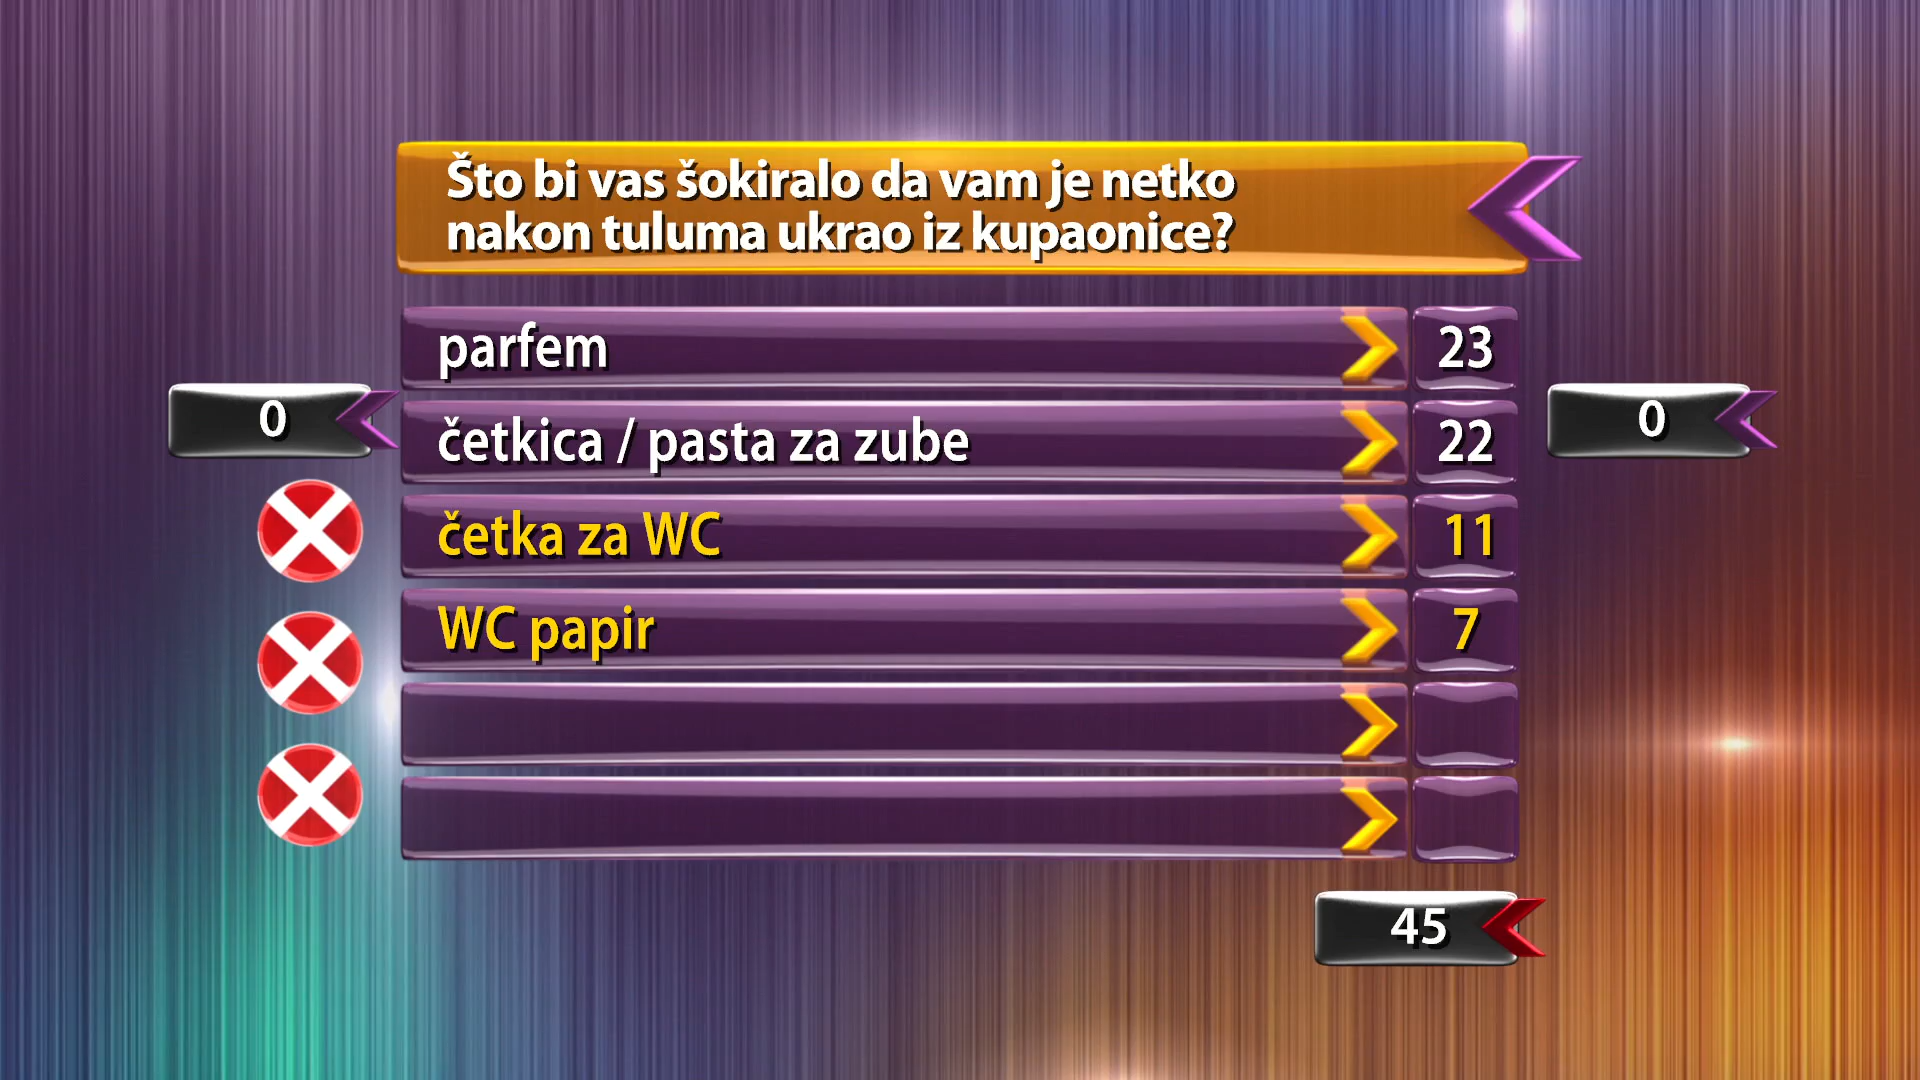 Što bi vas šokiralo da vam je netko
nakon tuluma ukrao iz kupaonice?
parfem 23
0
četkica / pasta za zube 22
0
četka za WC 11
WC papir 7
45